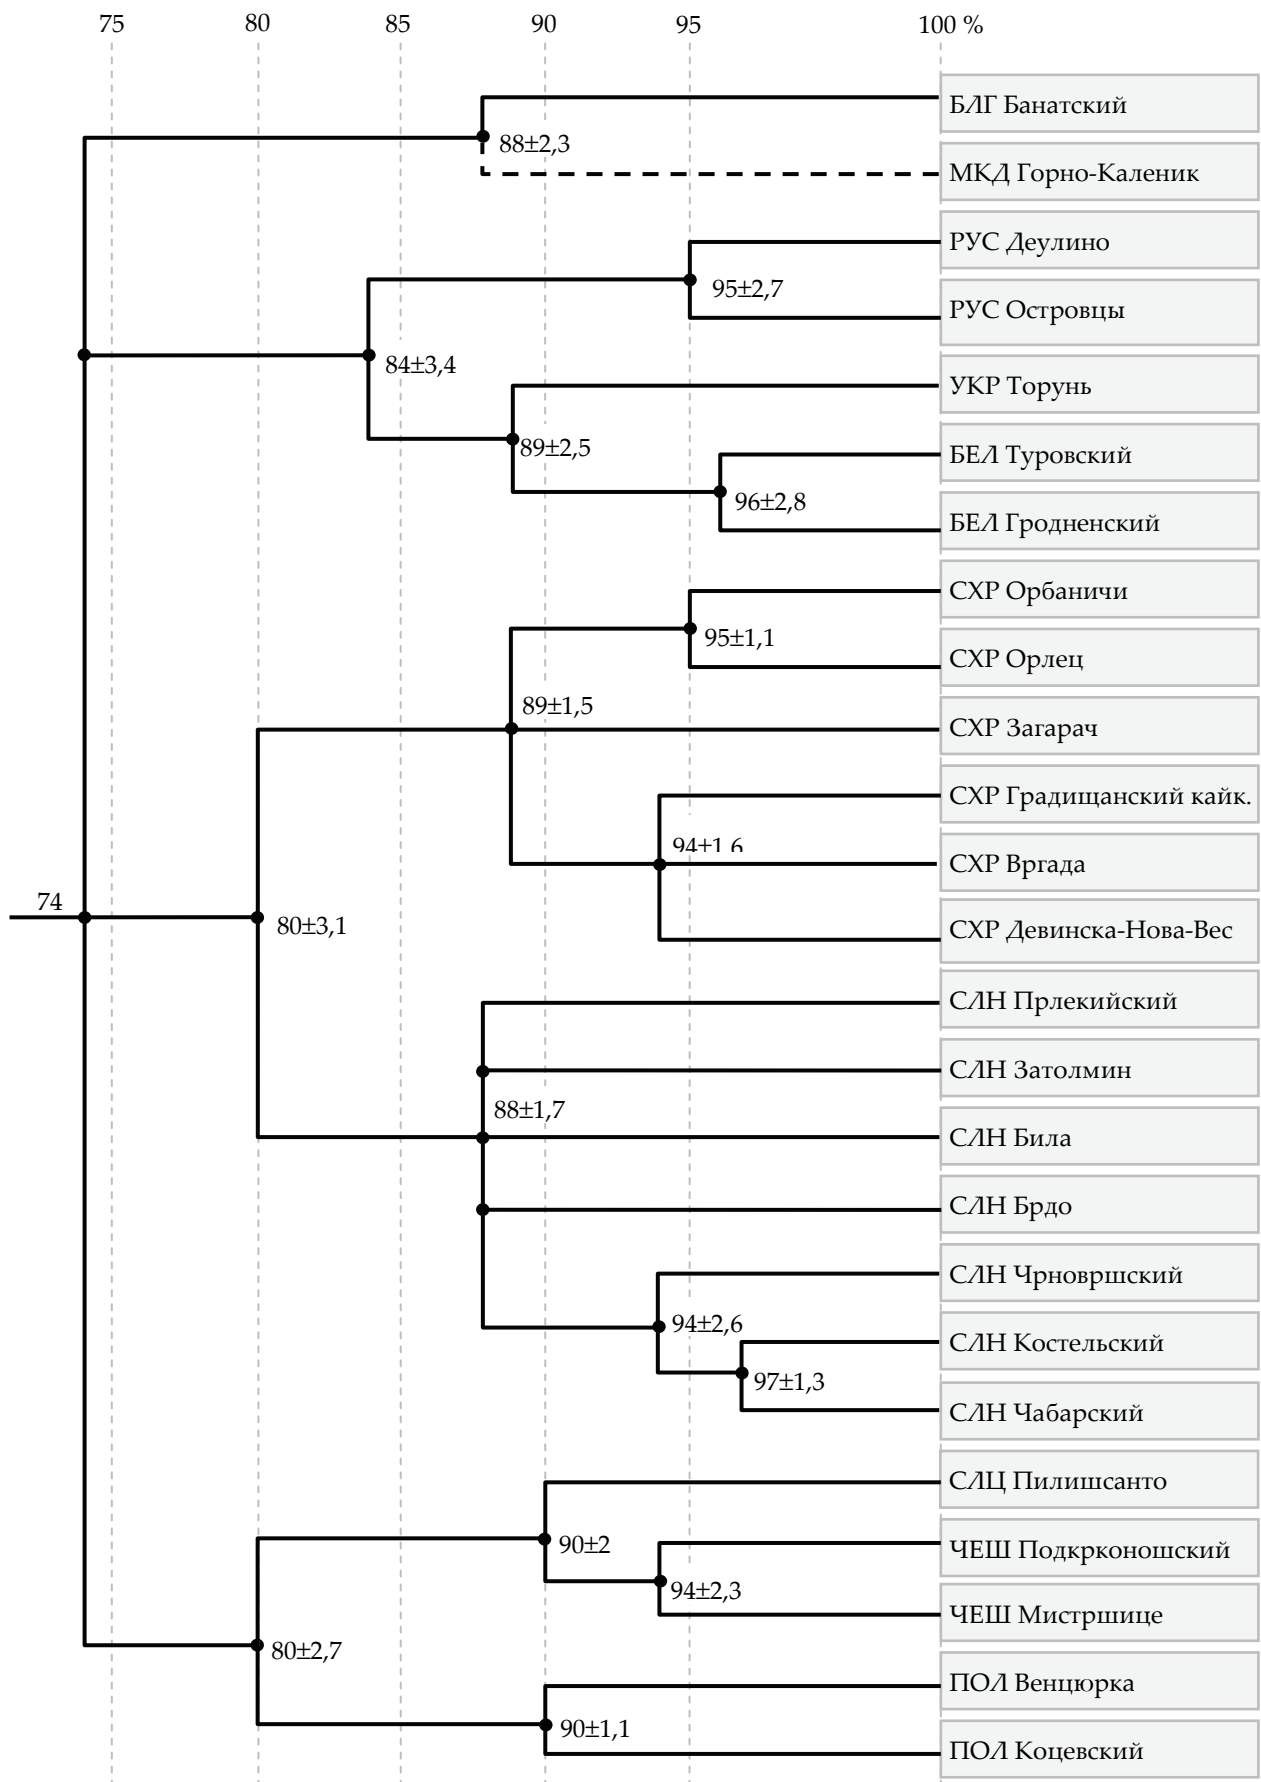 75 80 85 90 95 100 %
БЛГ Банатский
88±2,3
МКД Горно-Каленик
РУС Деулино
95±2,7
РУС Островцы
84±3,4
УКР Торунь
89±2,5
БЕЛ Туровский
96±2,8
БЕЛ Гродненский
СХР Орбаничи
95±1,1
СХР Орлец
89±1,5
СХР Загарач
СХР Градищанский кайк.
94±1,6
СХР Вргада
74
80±3,1
СХР Девинска-Нова-Вес
СЛН Прлекийский
СЛН Затолмин
88±1,7
СЛН Била
СЛН Брдо
СЛН Чрновршский
94±2,6
СЛН Костельский
97±1,3
СЛН Чабарский
СЛЦ Пилишсанто
90±2
ЧЕШ Подкрконошский
94±2,3
ЧЕШ Мистршице
80±2,7
ПОЛ Венцюрка
90±1,1
ПОЛ Коцевский